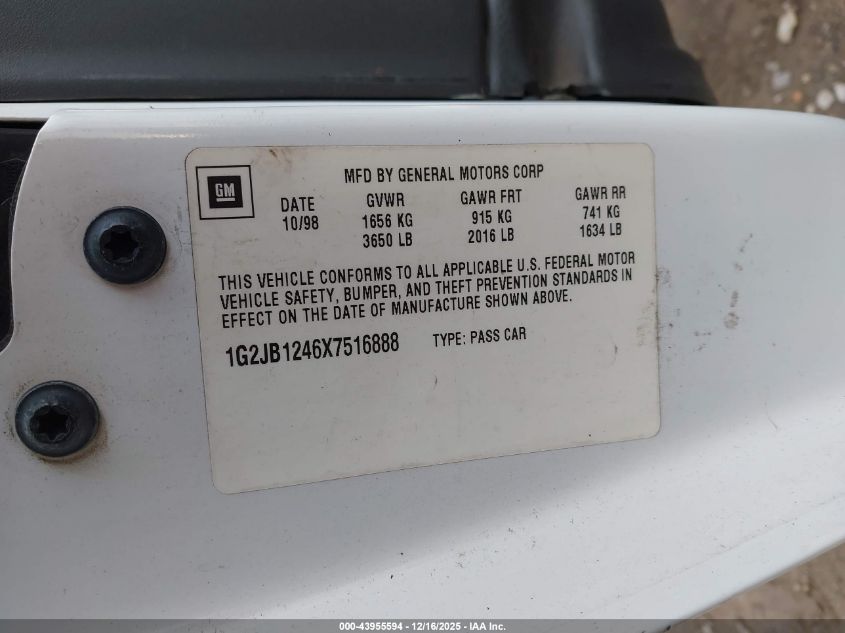 MFD BY GENERAL MOTORS CORP
GM
DATE GVWR GAWR FRT GAWR RR
10/98 1656 KG 915 KG 741 KG
3650 LB 2016 LB 1634 LB
THIS VEHICLE CONFORMS TO ALL APPLICABLE U.S. FEDERAL MOTOR
VEHICLE SAFETY, BUMPER, AND THEFT PREVENTION STANDARDS IN
EFFECT ON THE DATE OF MANUFACTURE SHOWN ABOVE.
1G2JB1246X7516888 TYPE: PASS CAR
000-43955594 - 12/16/2025 - IAA Inc.